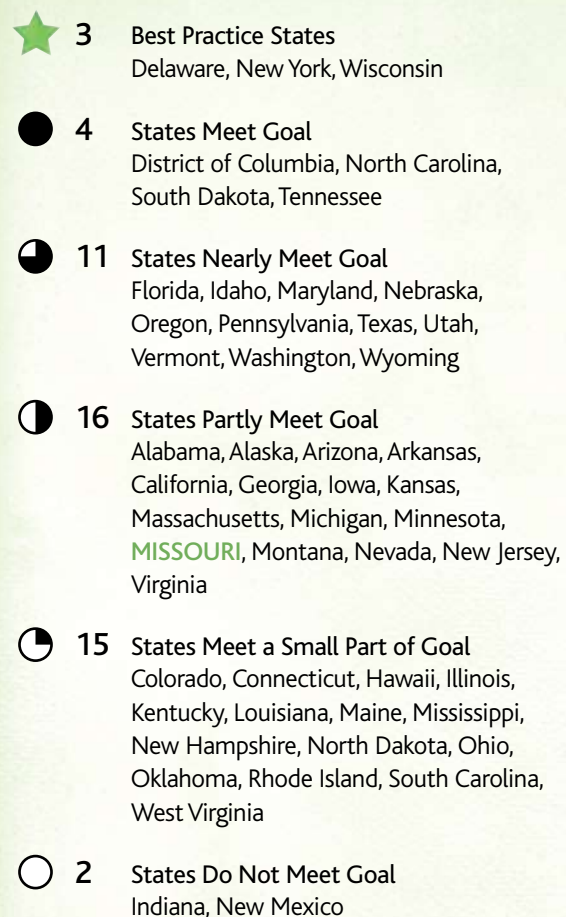 3 Best Practice States
Delaware, New York, Wisconsin
4 States Meet Goal
District of Columbia, North Carolina,
South Dakota, Tennessee
11 States Nearly Meet Goal
Florida, Idaho, Maryland, Nebraska,
Oregon, Pennsylvania, Texas, Utah,
Vermont, Washington, Wyoming
16 States Partly Meet Goal
Alabama, Alaska, Arizona, Arkansas,
California, Georgia, Iowa, Kansas,
Massachusetts, Michigan, Minnesota,
MISSOURI, Montana, Nevada, New Jersey,
Virginia
15 States Meet a Small Part of Goal
Colorado, Connecticut, Hawaii, Illinois,
Kentucky, Louisiana, Maine, Mississippi,
New Hampshire, North Dakota, Ohio,
Oklahoma, Rhode Island, South Carolina,
West Virginia
2 States Do Not Meet Goal
Indiana, New Mexico